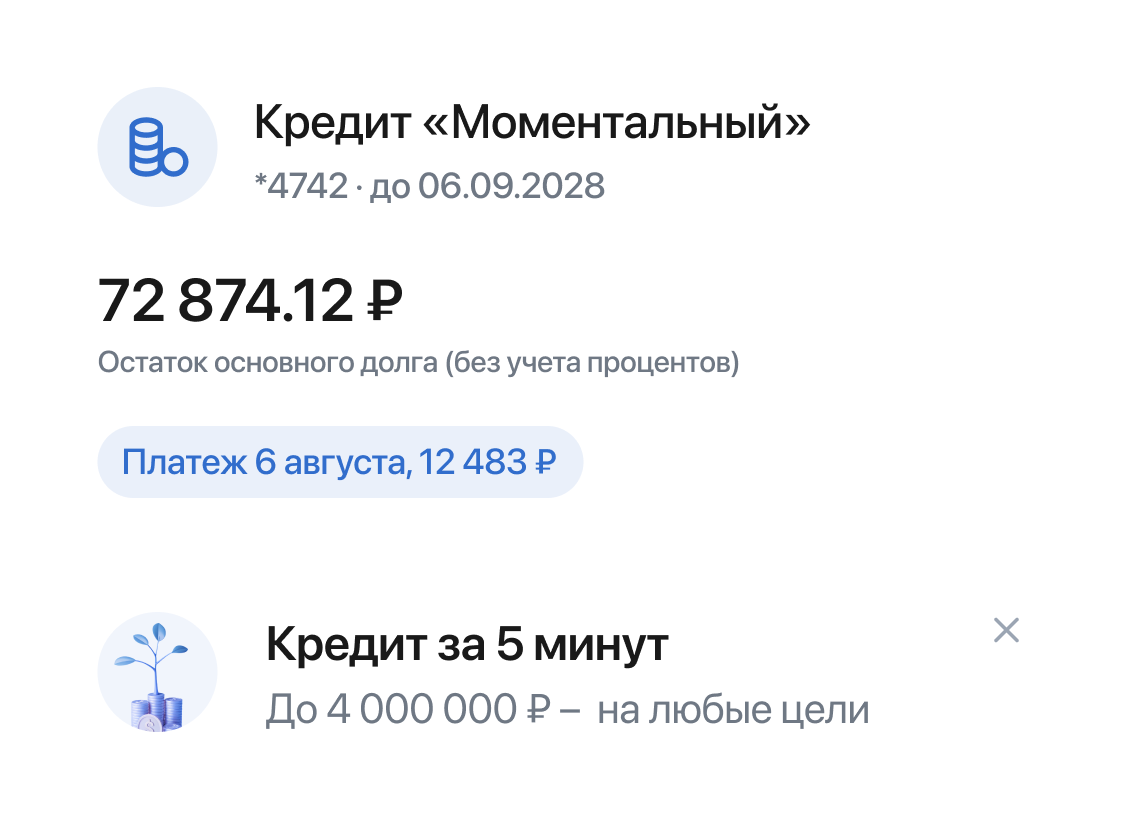 Кредит «Моментальный»
*4742 · до 06.09.2028
72 874.12 ₽
Остаток основного долга (без учета процентов)
Платеж 6 августа, 12 483 ₽
Кредит за 5 минут
До 4 000 000 ₽ – на любые цели